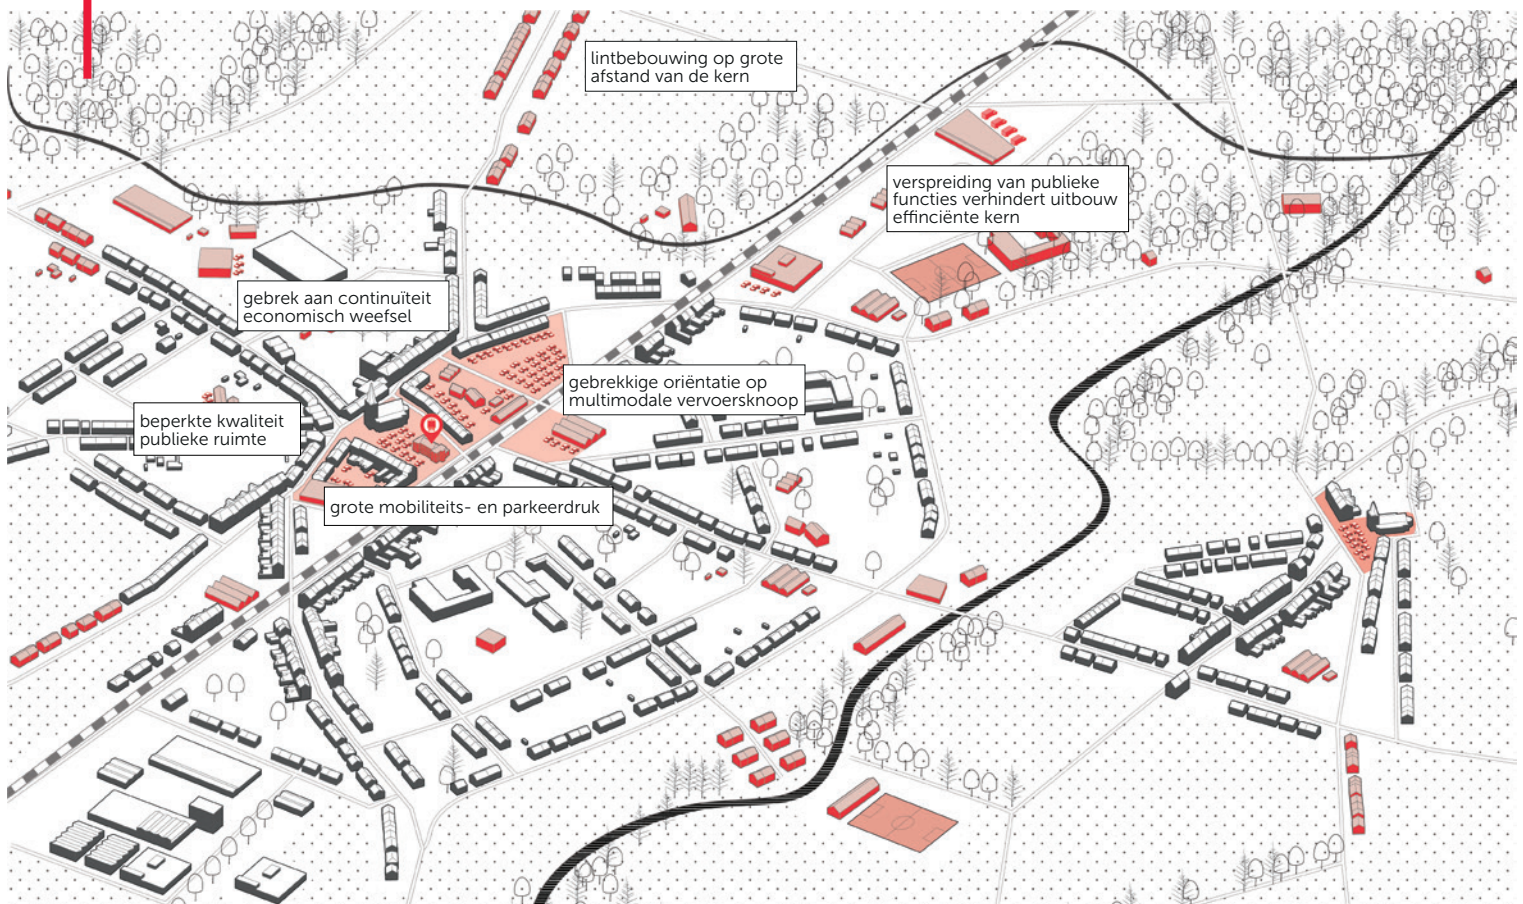 lintbebouwing op grote
afstand van de kern
verspreiding van publieke
functies verhindert uitbouw
effinciënte kern
gebrek aan continuïteit
economisch weefsel
gebrekkige oriëntatie op
multimodale vervoersknoop
beperkte kwaliteit
publieke ruimte
grote mobiliteits- en parkeerdruk